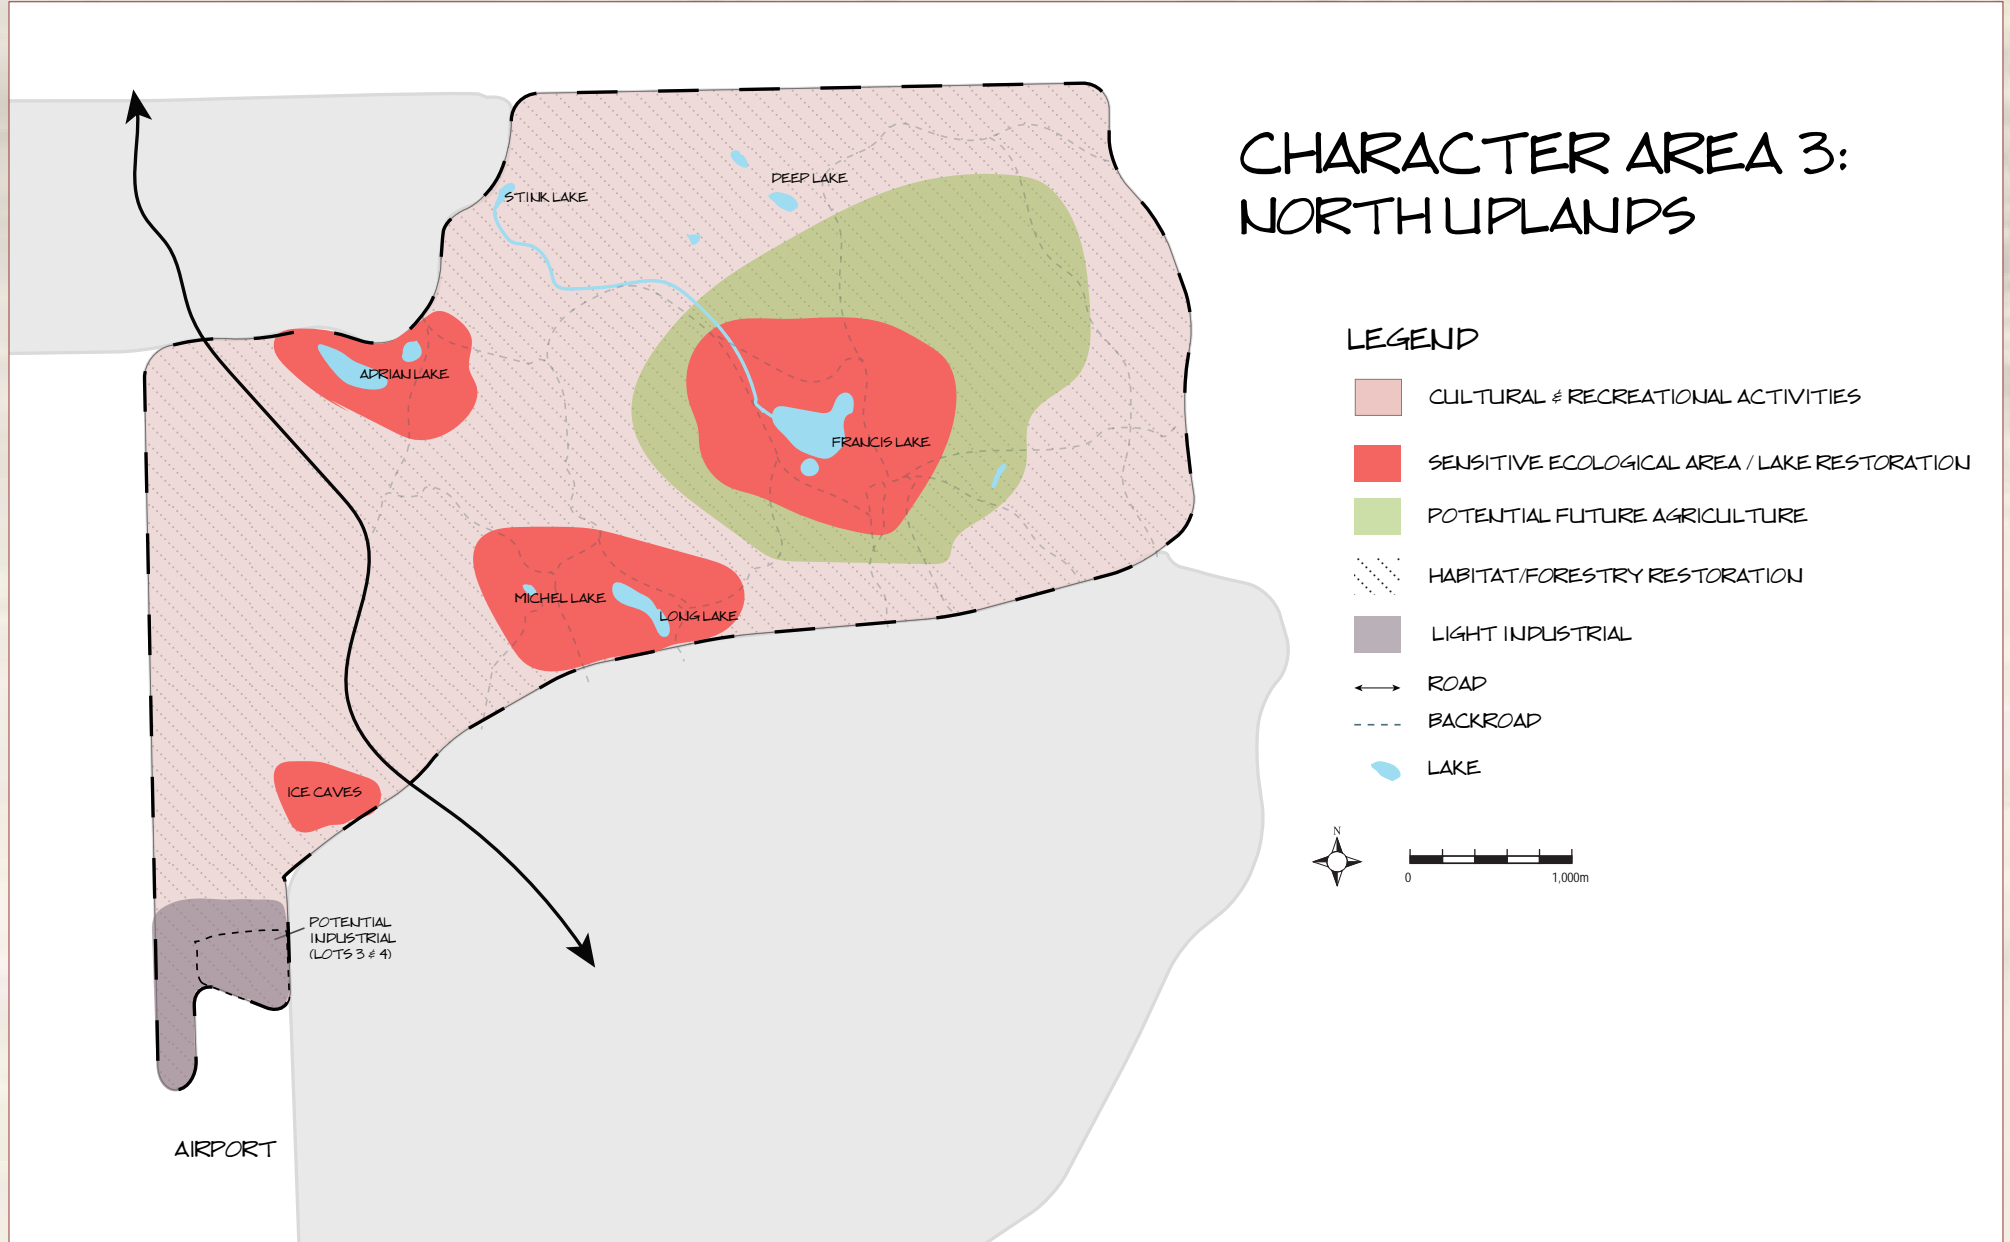 CHARACTER AREA 3:
NORTH UPLANDS
STINK LAKE
DEEP LAKE
ADRIAN LAKE
FRANCIS LAKE
MICHEL LAKE
LONG LAKE
ICE CAVES
POTENTIAL
INDUSTRIAL
(LOTS 3 & 4)
AIRPORT
LEGEND
CULTURAL & RECREATIONAL ACTIVITIES
SENSITIVE ECOLOGICAL AREA / LAKE RESTORATION
POTENTIAL FUTURE AGRICULTURE
HABITAT/FORESTRY RESTORATION
LIGHT INDUSTRIAL
ROAD
BACKROAD
LAKE
N
0 1,000m